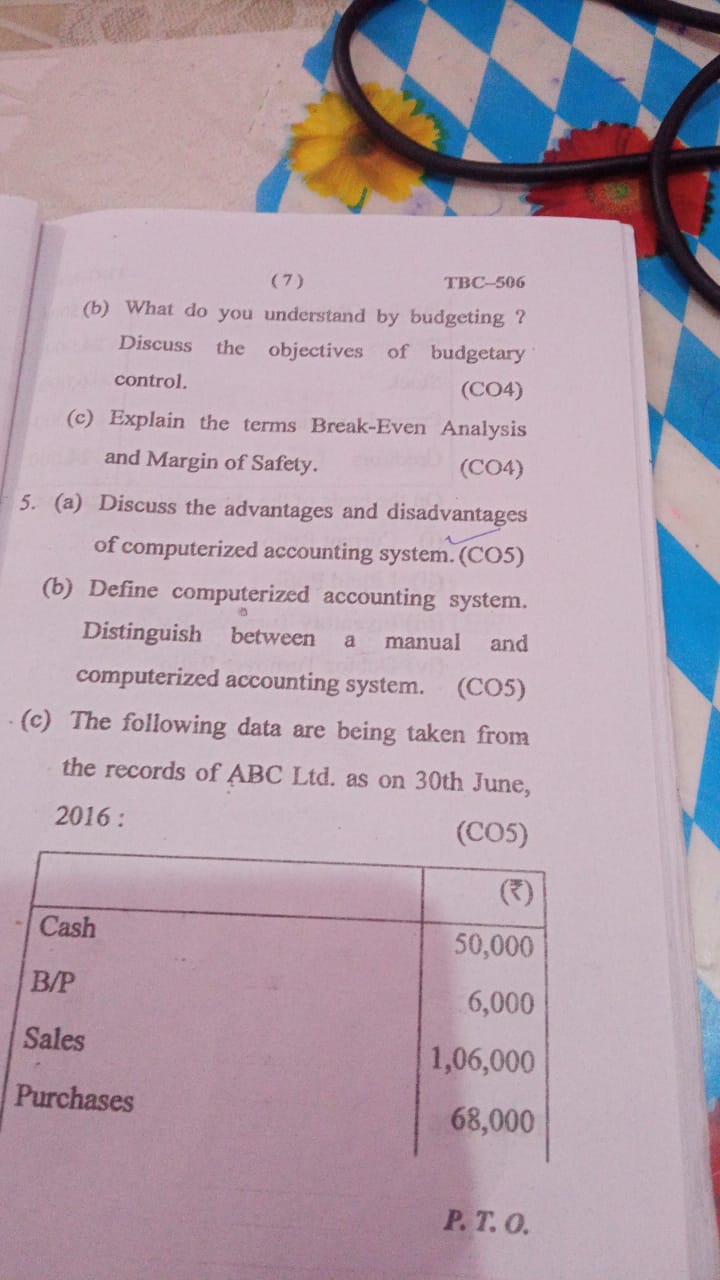 (7) TBC–506
(b) What do you understand by budgeting ?
Discuss the objectives of budgetary
control. (CO4)
(c) Explain the terms Break-Even Analysis
and Margin of Safety. (CO4)
5. (a) Discuss the advantages and disadvantages
of computerized accounting system. (CO5)
(b) Define computerized accounting system.
Distinguish between a manual and
computerized accounting system. (CO5)
(c) The following data are being taken from
the records of ABC Ltd. as on 30th June,
2016 : (CO5)
(₹)
Cash 50,000
B/P 6,000
Sales 1,06,000
Purchases 68,000
P. T. O.